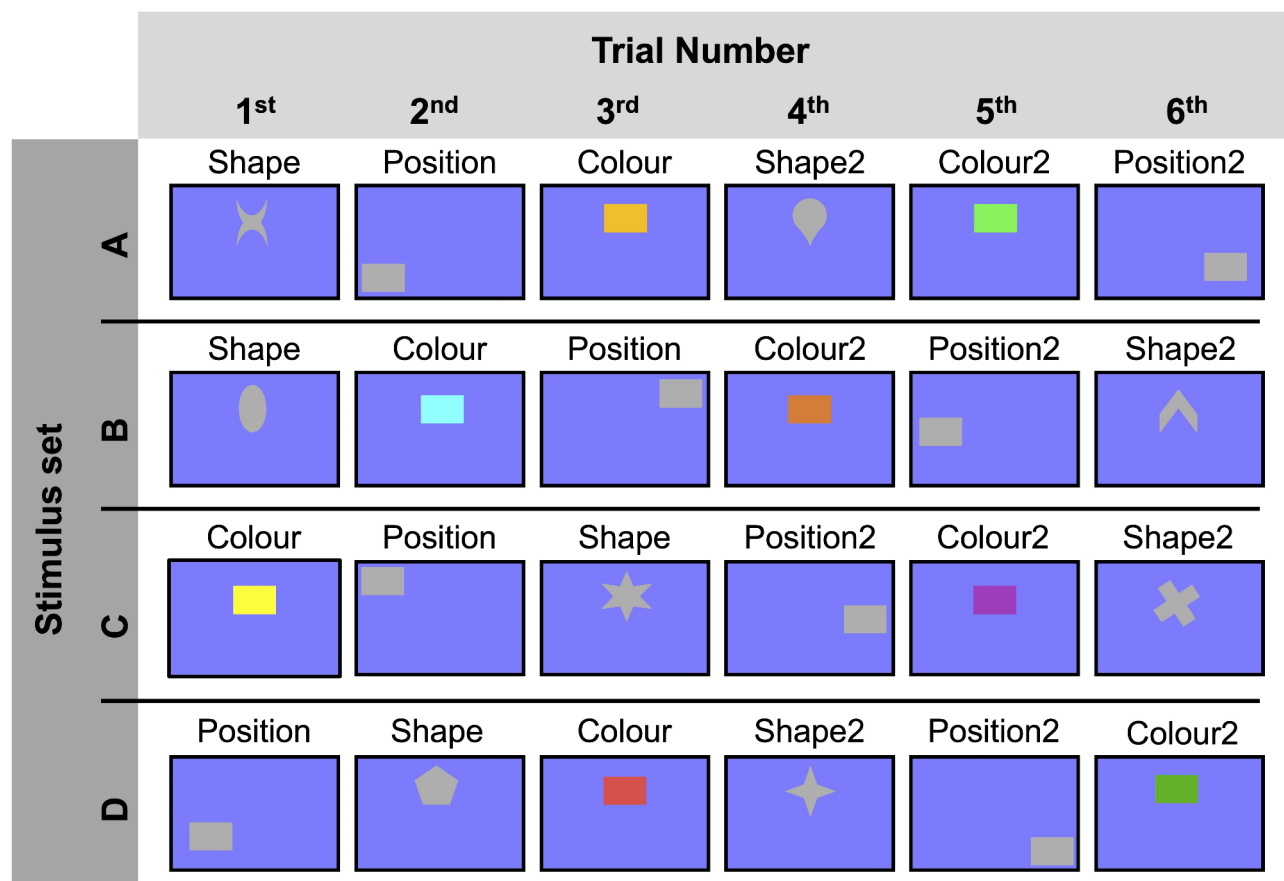 Trial Number
1st 2nd 3rd 4th 5th 6th
Stimulus set
A
Shape Position Colour Shape2 Colour2 Position2
B
Shape Colour Position Colour2 Position2 Shape2
C
Colour Position Shape Position2 Colour2 Shape2
D
Position Shape Colour Shape2 Position2 Colour2